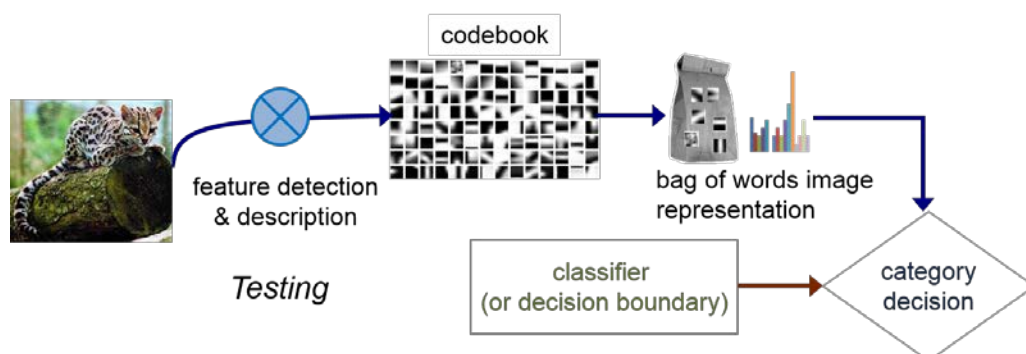 codebook
feature detection
& description
bag of words image
representation
Testing
classifier
(or decision boundary)
category
decision